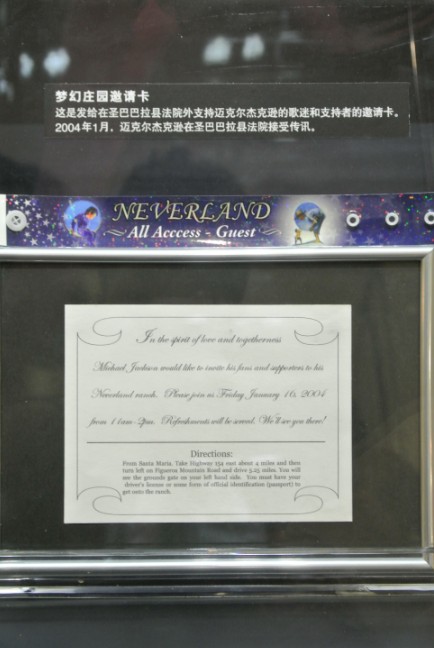 梦幻庄园邀请卡
这是发给在圣巴巴拉县法院外支持迈克尔杰克逊的歌迷和支持者的邀请卡。
2004年1月，迈克尔杰克逊在圣巴巴拉县法院接受传讯。
NEVERLAND
All Acccess - Guest
In the spirit of love and togetherness
Michael Jackson would like to invite his fans and supporters to his
Neverland ranch. Please join us Friday January 16, 2004
from 11am-2pm. Refreshments will be served. We'll see you there!
Directions:
From Santa Maria. Take highway 154 east about 4 miles and then
turn left on Figueroa Mountain Road and drive 5.25 miles. You will
see the grounds gate on your left hand side. You must have your
driver's license or some form of official identification (passport) to
get onto the ranch.